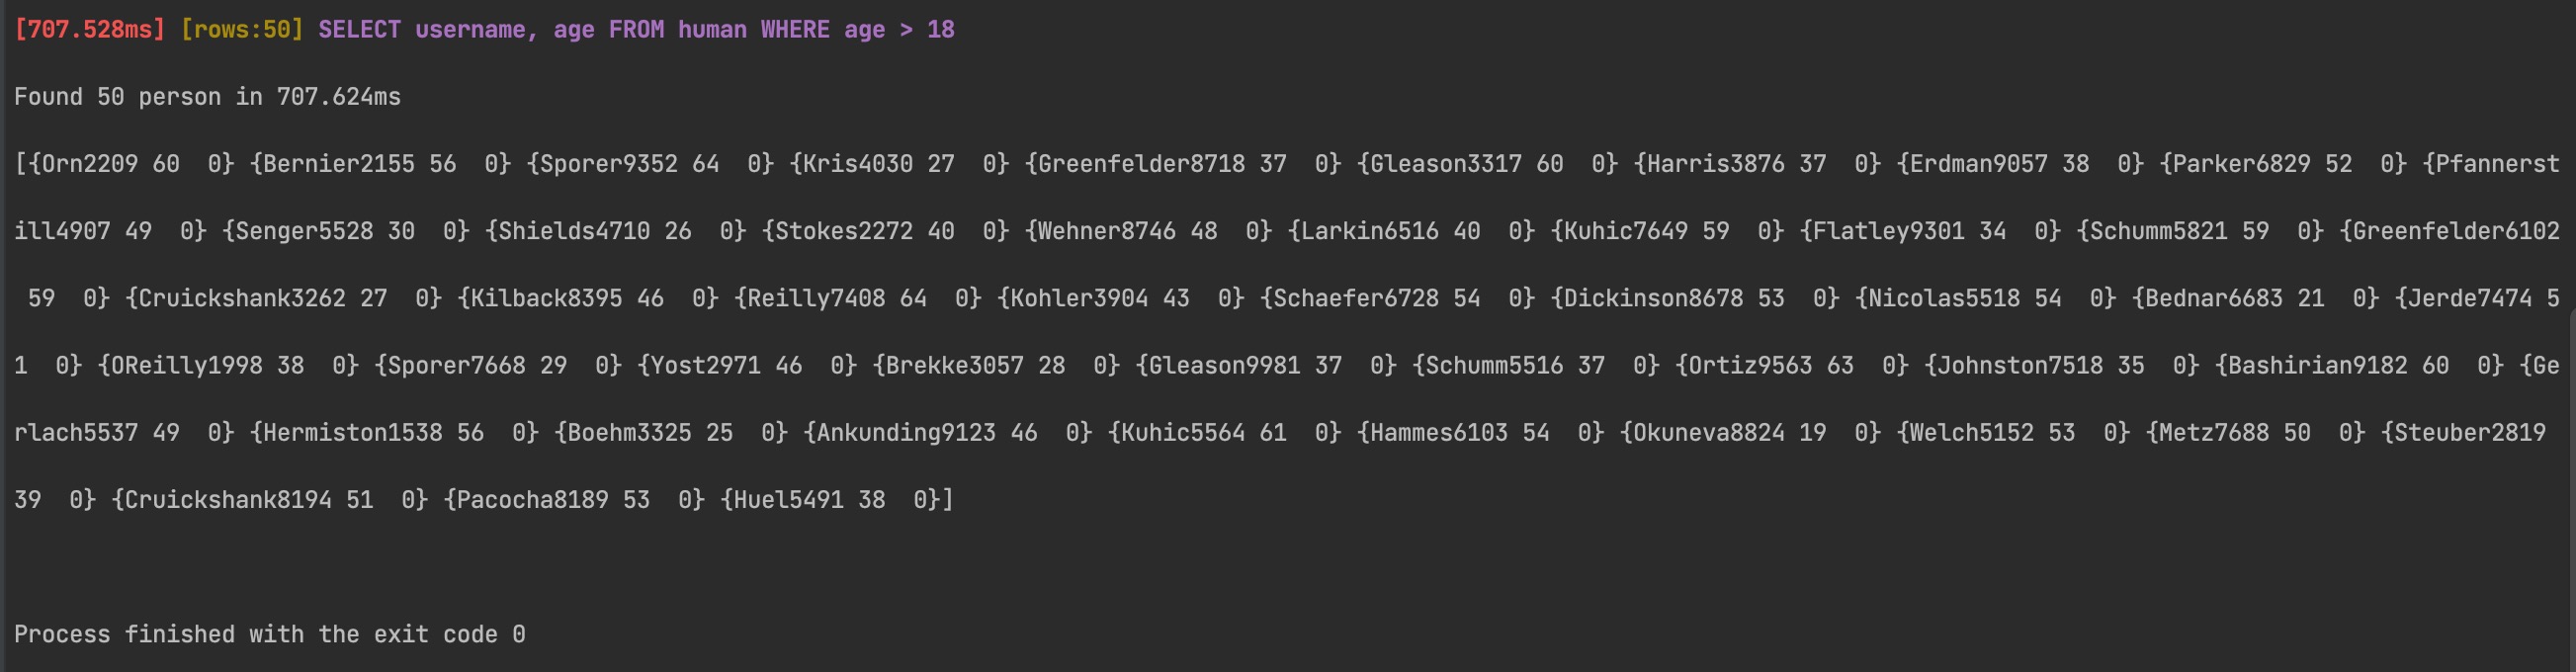 [707.528ms] [rows:50] SELECT username, age FROM human WHERE age > 18
Found 50 person in 707.624ms
[{Orn2209 60  0} {Bernier2155 56  0} {Sporer9352 64  0} {Kris4030 27  0} {Greenfelder8718 37  0} {Gleason3317 60  0} {Harris3876 37  0} {Erdman9057 38  0} {Parker6829 52  0} {Pfannerst
ill4907 49  0} {Senger5528 30  0} {Shields4710 26  0} {Stokes2272 40  0} {Wehner8746 48  0} {Larkin6516 40  0} {Kuhic7649 59  0} {Flatley9301 34  0} {Schumm5821 59  0} {Greenfelder6102
 59  0} {Cruickshank3262 27  0} {Kilback8395 46  0} {Reilly7408 64  0} {Kohler3904 43  0} {Schaefer6728 54  0} {Dickinson8678 53  0} {Nicolas5518 54  0} {Bednar6683 21  0} {Jerde7474 5
1  0} {OReilly1998 38  0} {Sporer7668 29  0} {Yost2971 46  0} {Brekke3057 28  0} {Gleason9981 37  0} {Schumm5516 37  0} {Ortiz9563 63  0} {Johnston7518 35  0} {Bashirian9182 60  0} {Ge
rlach5537 49  0} {Hermiston1538 56  0} {Boehm3325 25  0} {Ankunding9123 46  0} {Kuhic5564 61  0} {Hammes6103 54  0} {Okuneva8824 19  0} {Welch5152 53  0} {Metz7688 50  0} {Steuber2819
39  0} {Cruickshank8194 51  0} {Pacocha8189 53  0} {Huel5491 38  0}]
Process finished with the exit code 0